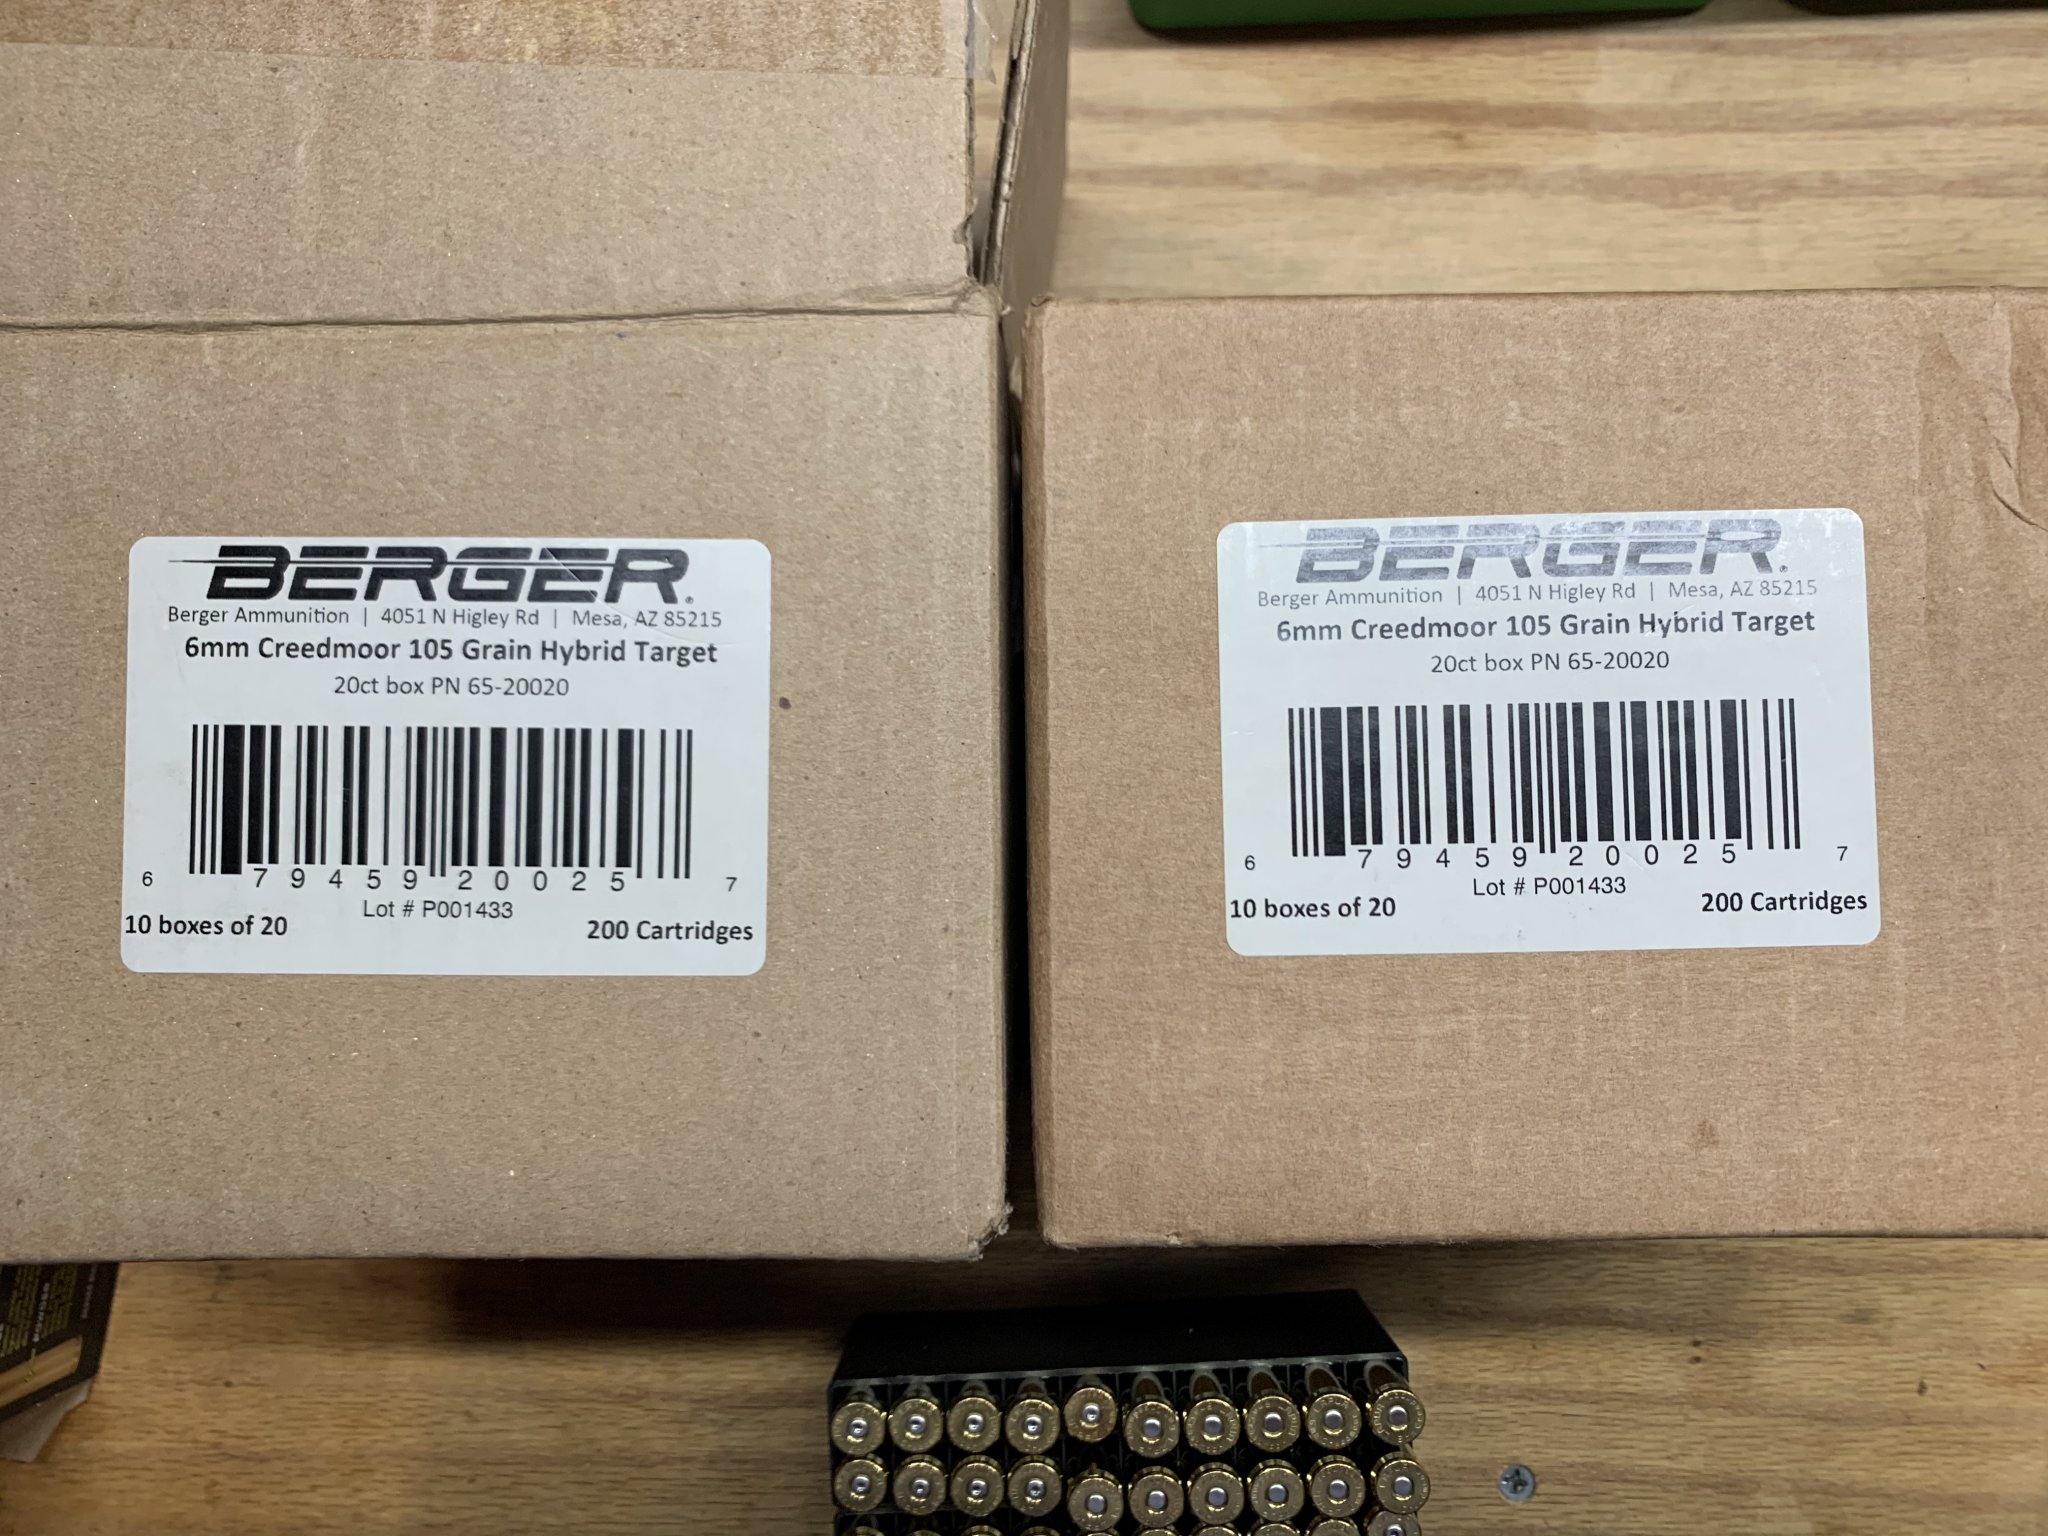 BERGER®
Berger Ammunition | 4051 N Higley Rd | Mesa, AZ 85215
6mm Creedmoor 105 Grain Hybrid Target
20ct box PN 65-20020
6 79459 20025 7
Lot # P001433
10 boxes of 20 200 Cartridges
BERGER®
Berger Ammunition | 4051 N Higley Rd | Mesa, AZ 85215
6mm Creedmoor 105 Grain Hybrid Target
20ct box PN 65-20020
6 79459 20025 7
Lot # P001433
10 boxes of 20 200 Cartridges